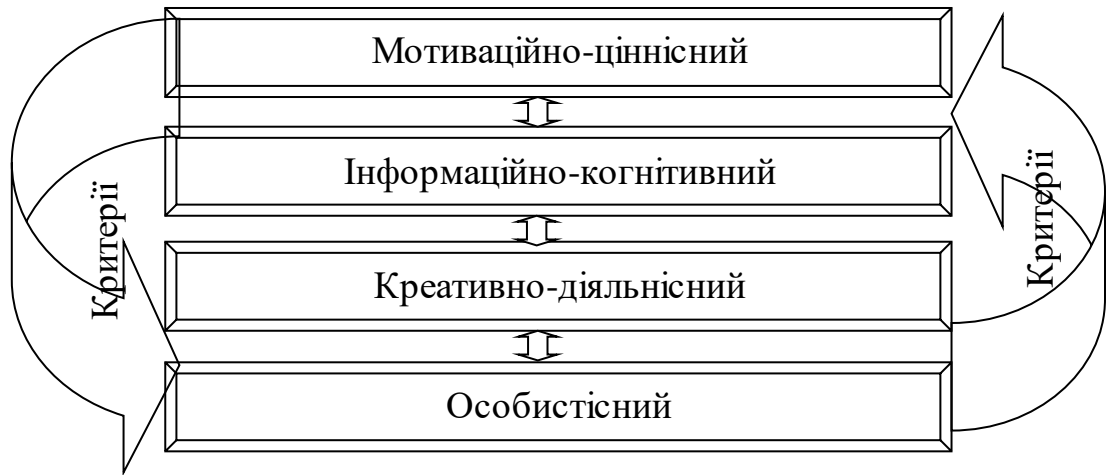 Мотиваційно-ціннісний
Інформаційно-когнітивний
Креативно-діяльнісний
Особистісний
Критерії
Критерії